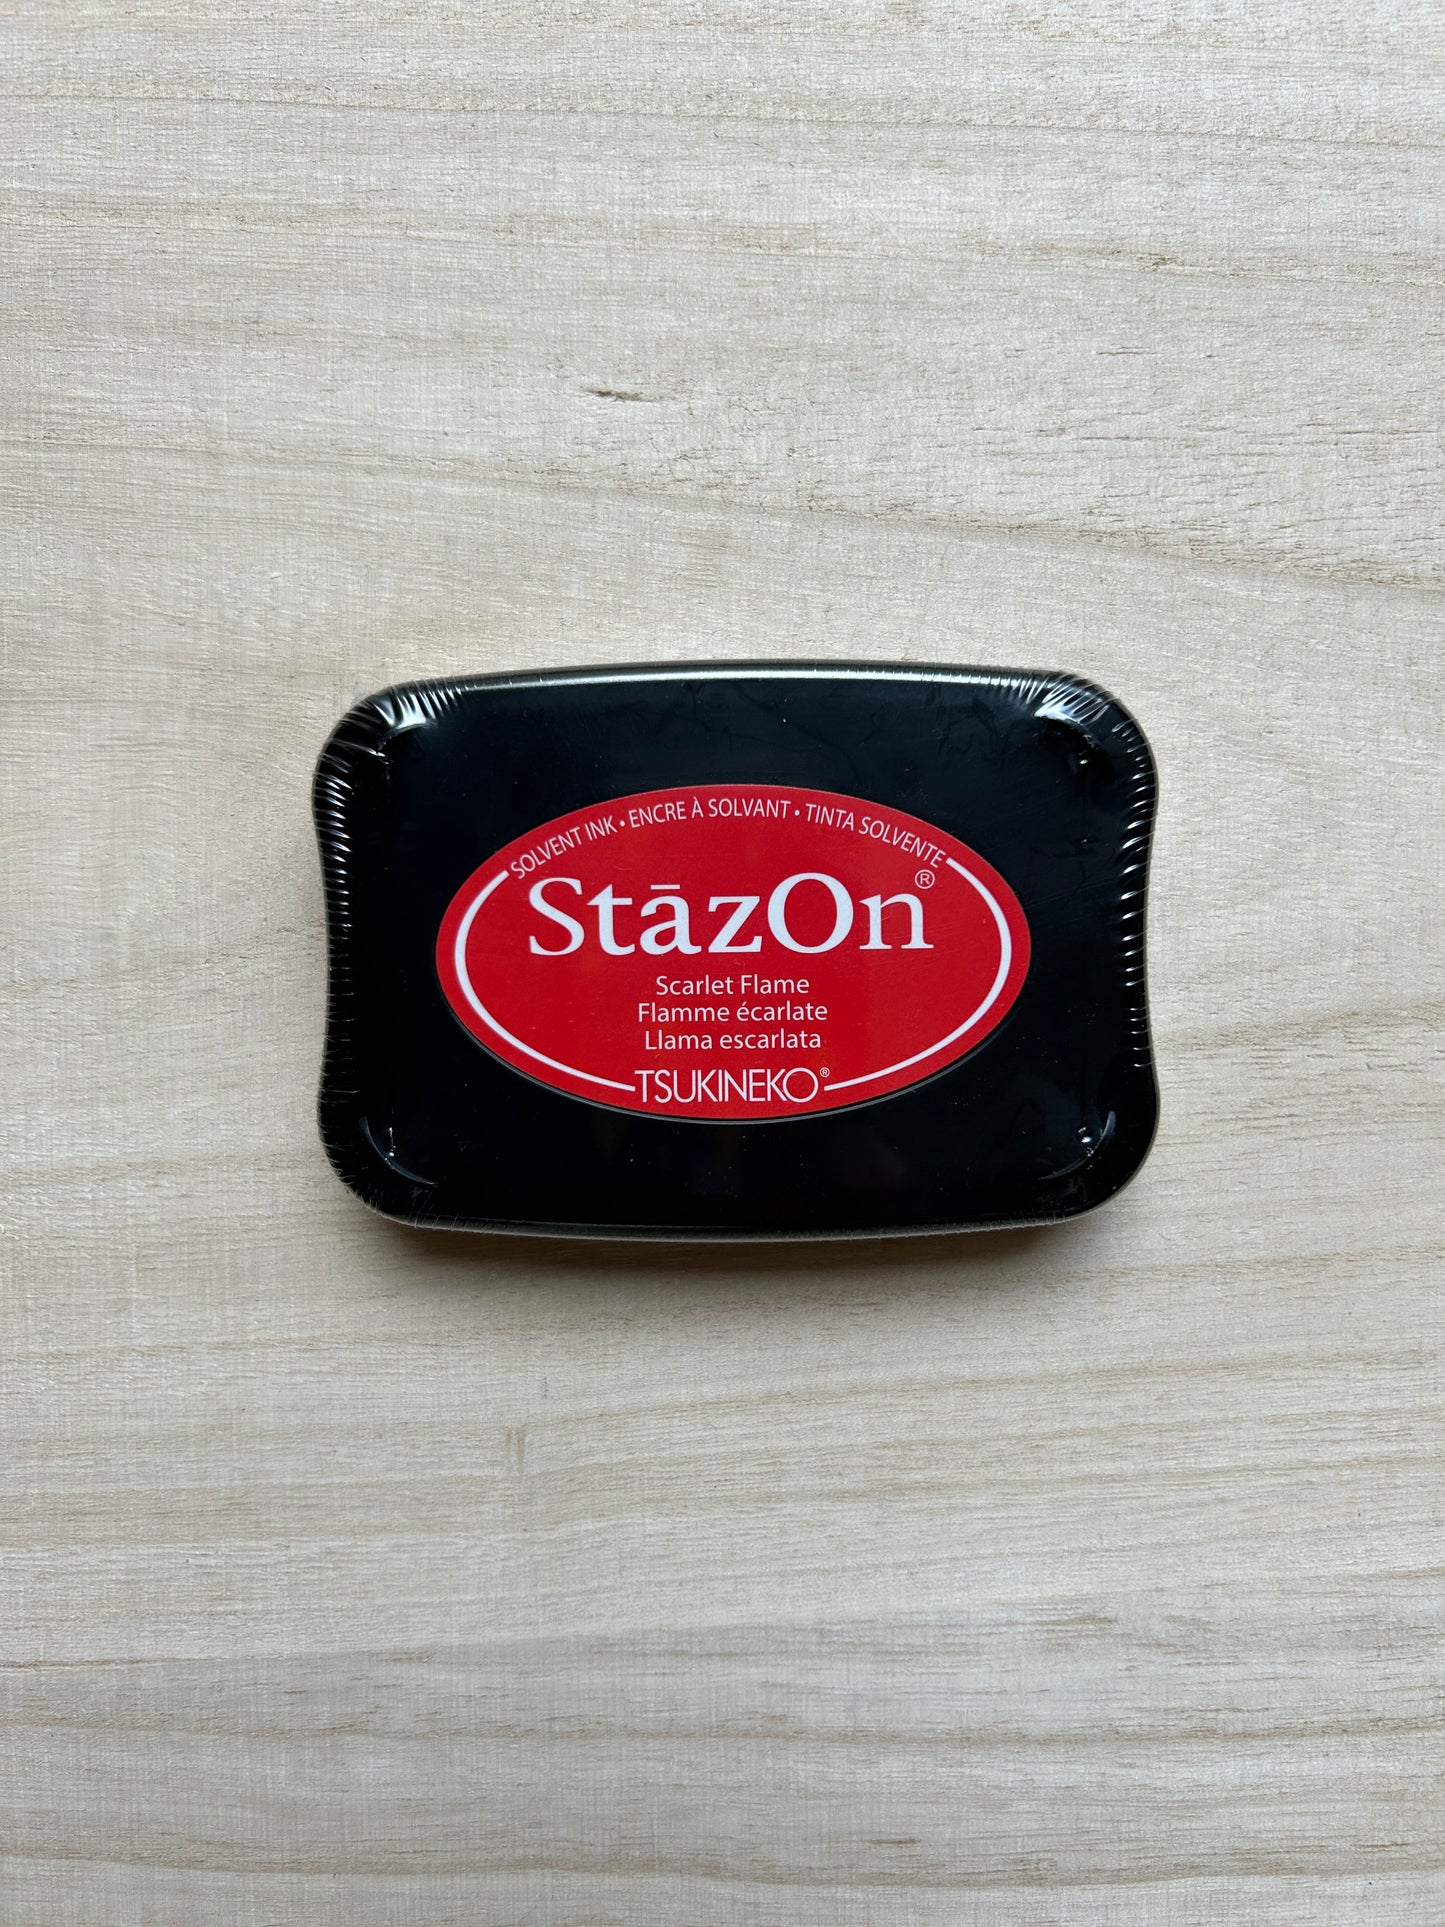 SOLVENT INK • ENCRE À SOLVANT • TINTA SOLVENTE
StāzOn®
Scarlet Flame
Flamme écarlate
Llama escarlata
TSUKINEKO®